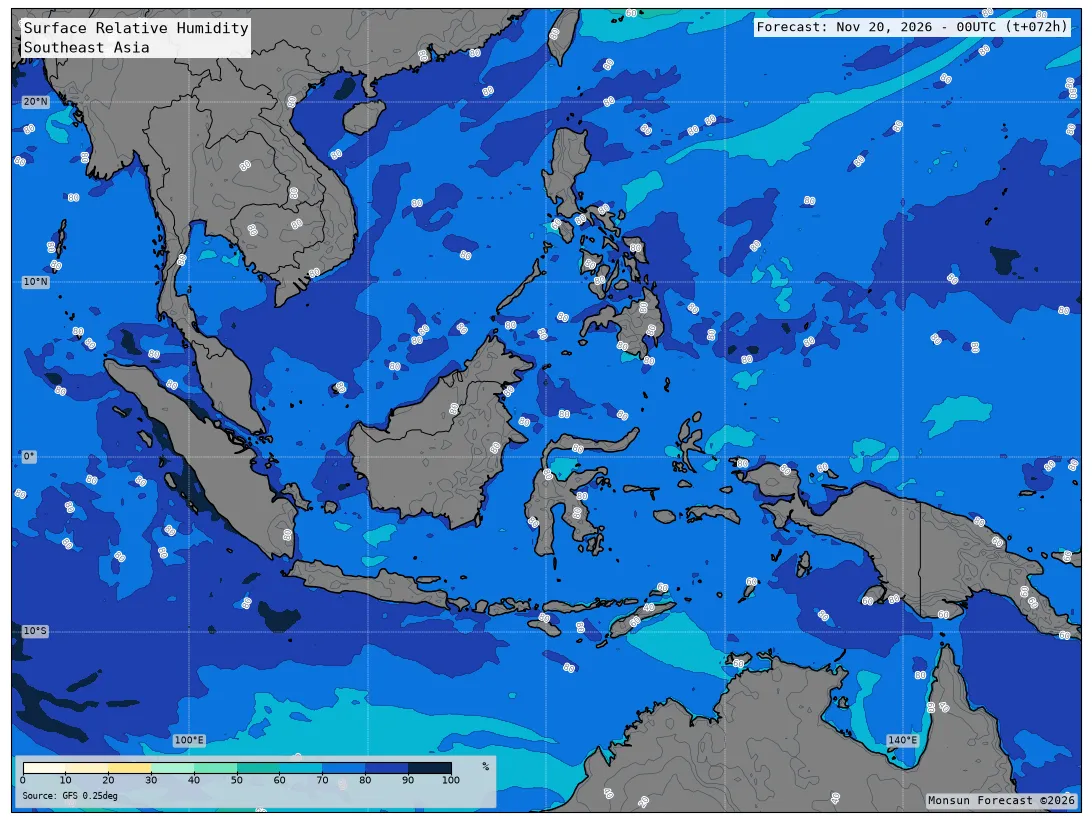 Surface Relative Humidity
Southeast Asia
Forecast: Nov 20, 2026 - 00UTC (t+072h)
20°N
10°N
0°
10°S
100°E
140°E
%
0 10 20 30 40 50 60 70 80 90 100
Source: GFS 0.25deg
Monsun Forecast ©2026